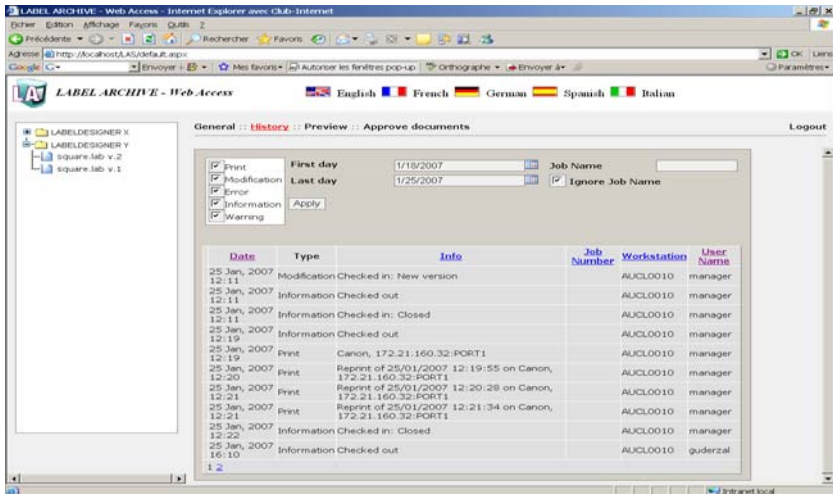 LABEL ARCHIVE - Web Access - Internet Explorer avec Club-Internet
Fichier Edition Affichage Favoris Outils ?
Précédente Rechercher Favoris
Adresse http://localhost/LAS/default.aspx OK Liens
Google G Envoyer Mes favoris Autoriser les fenêtres pop-up Orthographe Envoyer à Paramètres
LABEL ARCHIVE - Web Access English French German Spanish Italian
General :: History :: Preview :: Approve documents Logout
LABELDESIGNER X
LABELDESIGNER Y
square.lab v.2
square.lab v.1
Print First day 1/18/2007 Job Name
Modification Last day 1/25/2007 Ignore Job Name
Error
Information Apply
Warning
Date Type Info Job Number Workstation User Name
25 Jan, 2007 12:11 Modification Checked in: New version AUCL0010 manager
25 Jan, 2007 12:11 Information Checked out AUCL0010 manager
25 Jan, 2007 12:11 Information Checked in: Closed AUCL0010 manager
25 Jan, 2007 12:19 Information Checked out AUCL0010 manager
25 Jan, 2007 12:19 Print Canon, 172.21.160.32:PORT1 AUCL0010 manager
25 Jan, 2007 12:20 Print Reprint of 25/01/2007 12:19:55 on Canon, 172.21.160.32:PORT1 AUCL0010 manager
25 Jan, 2007 12:21 Print Reprint of 25/01/2007 12:20:28 on Canon, 172.21.160.32:PORT1 AUCL0010 manager
25 Jan, 2007 12:21 Print Reprint of 25/01/2007 12:21:34 on Canon, 172.21.160.32:PORT1 AUCL0010 manager
25 Jan, 2007 12:22 Information Checked in: Closed AUCL0010 manager
25 Jan, 2007 16:10 Information Checked out AUCL0010 guderzal
1 2
Intranet local